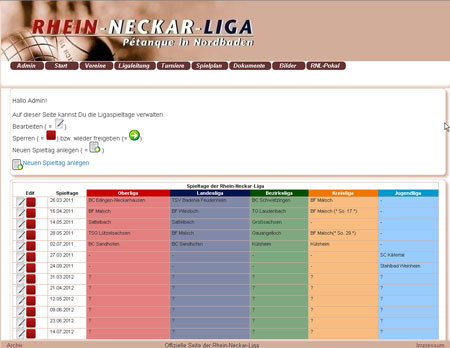 RHEIN-NECKAR-LIGA
Pétanque in Nordbaden
Admin Start Vereine Ligaleitung Turniere Spielplan Dokumente Bilder RNL-Pokal
Hallo Admin!
Auf dieser Seite kannst Du die Ligaspieltage verwalten.
Bearbeiten ( = )
Sperren ( = ) bzw. wieder freigeben ( = )
Neuen Spieltag anlegen ( = )
Neuen Spieltag anlegen
Spieltage der Rhein-Neckar-Liga
Edit Spieltage Oberliga Landesliga Bezirksliga Kreisliga Jugendliga
26.03.2011 BC Edingen-Neckarhausen TSV Badenia Feudenheim BC Schwetzingen BF Malsch -
16.04.2011 BF Malsch BF Wiesloch TG Laudenbach BF Malsch (* So. 17.*) -
14.05.2011 Sattelbach Sattelbach Großsachsen -
28.05.2011 TSG Lützelsachsen BF Malsch Gauangelloch BF Malsch(* So. 29.*) -
02.07.2011 BC Sandhofen BC Sandhofen Külsheim Külsheim -
27.03.2011 - - - - SC Käfertal
24.09.2011 - - - - Stahlbad Weinheim
31.03.2012 ? ? ? ? ?
21.04.2012 ? ? ? ? ?
12.05.2012 ? ? ? ? ?
09.06.2012 ? ? ? ? ?
23.06.2012 ? ? ? ? ?
14.07.2012 ? ? ? ? ?
Archiv Offizielle Seite der Rhein-Neckar-Liga Impressum